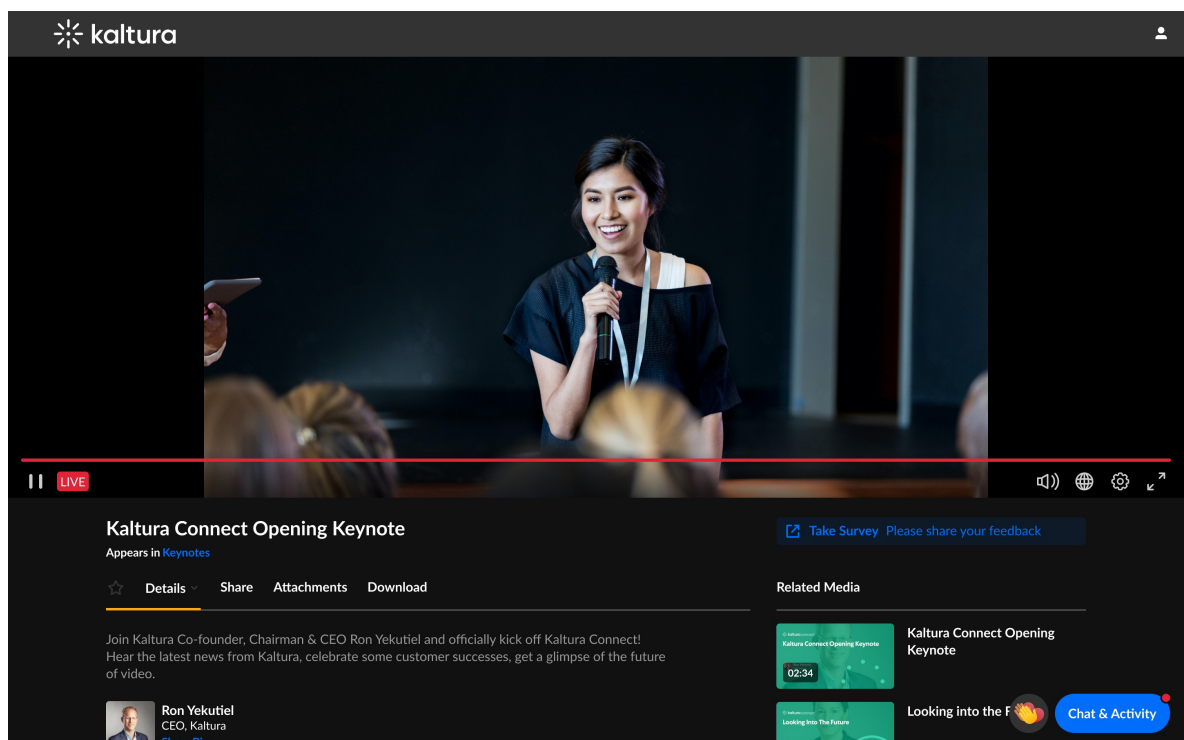 kaltura
LIVE
Kaltura Connect Opening Keynote
Appears in Keynotes
Take Survey Please share your feedback
Details
Share
Attachments
Download
Related Media
Join Kaltura Co-founder, Chairman & CEO Ron Yekutiel and officially kick off Kaltura Connect!
Hear the latest news from Kaltura, celebrate some customer successes, get a glimpse of the future
of video.
Ron Yekutiel
CEO, Kaltura
Kaltura Connect Opening Keynote
02:34
Kaltura Connect Opening
Keynote
Looking Into The Future
Looking into the F
Chat & Activity